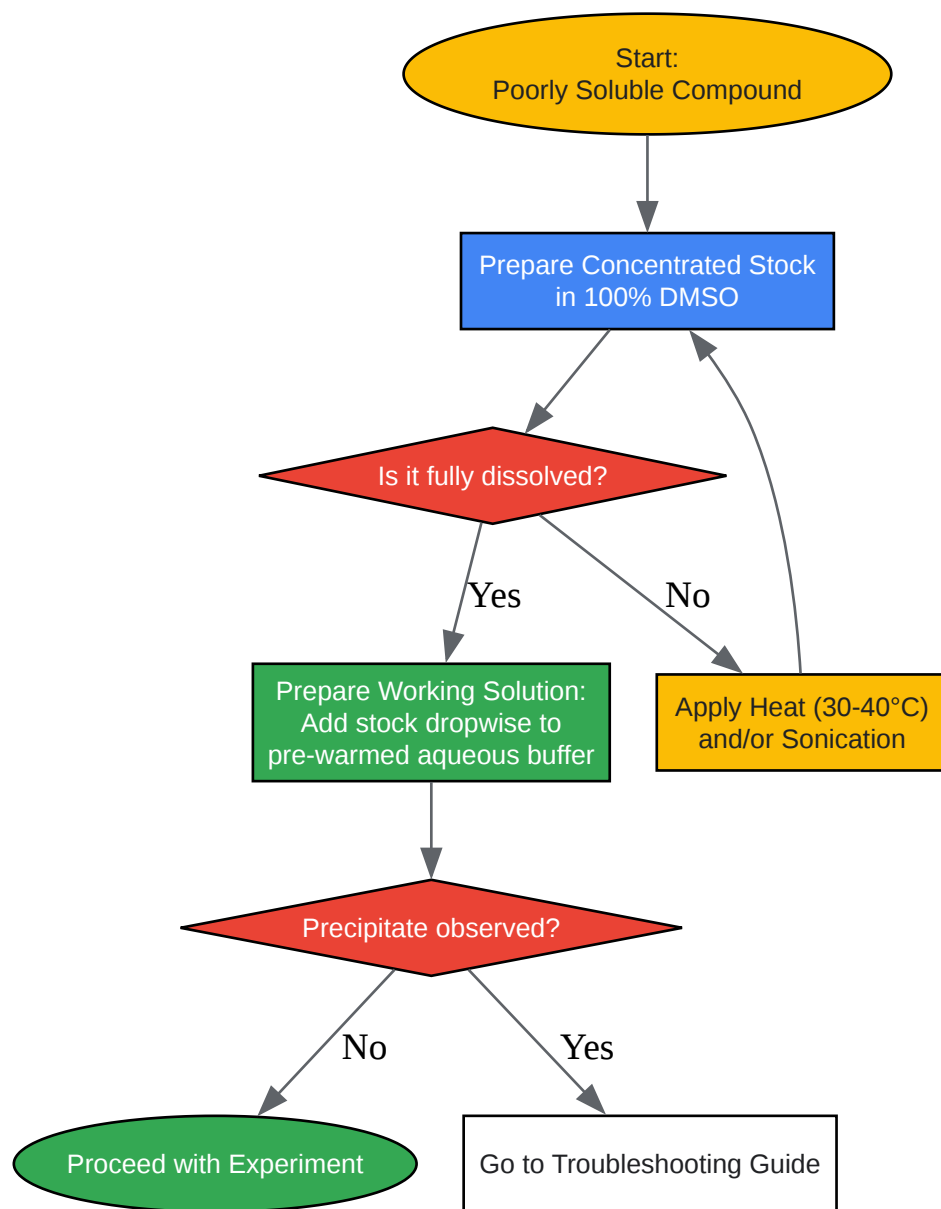 Start:
Poorly Soluble Compound
Prepare Concentrated Stock
in 100% DMSO
Is it fully dissolved?
Yes
No
Prepare Working Solution:
Add stock dropwise to
pre-warmed aqueous buffer
Apply Heat (30-40°C)
and/or Sonication
Precipitate observed?
No
Yes
Proceed with Experiment
Go to Troubleshooting Guide